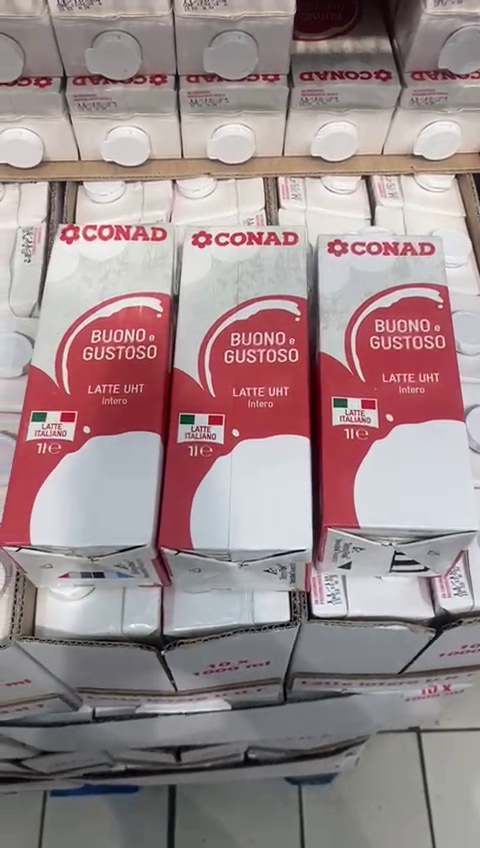 CONAD
CONAD
CONAD
CONAD
BUONO e
GUSTOSO
LATTE UHT
Intero
LATTE
ITALIANO
1l e
CONAD
BUONO e
GUSTOSO
LATTE UHT
Intero
LATTE
ITALIANO
1l e
CONAD
BUONO e
GUSTOSO
LATTE UHT
Intero
LATTE
ITALIANO
1l e
10 x
1000 ml
10 x